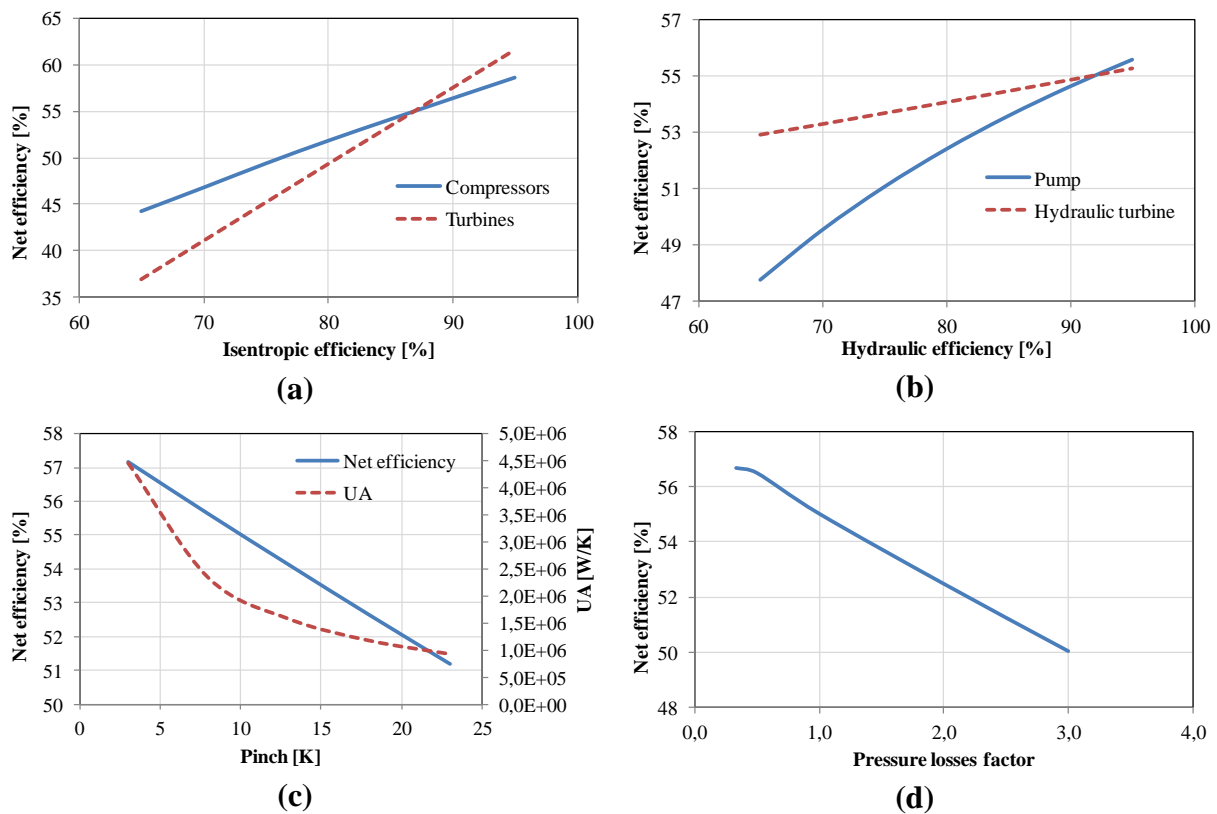 65
60
55
50
45
40
35
Net efficiency [%]
60
70
80
90
100
Isentropic efficiency [%]
Compressors
Turbines
(a)
57
55
53
51
49
47
Net efficiency [%]
60
70
80
90
100
Hydraulic efficiency [%]
Pump
Hydraulic turbine
(b)
58
57
56
55
54
53
52
51
50
Net efficiency [%]
Net efficiency
UA
5,0E+06
4,5E+06
4,0E+06
3,5E+06
3,0E+06
2,5E+06
2,0E+06
1,5E+06
1,0E+06
5,0E+05
0,0E+00
UA [W/K]
0
5
10
15
20
25
Pinch [K]
(c)
58
56
54
52
50
48
Net efficiency [%]
0,0
1,0
2,0
3,0
4,0
Pressure losses factor
(d)